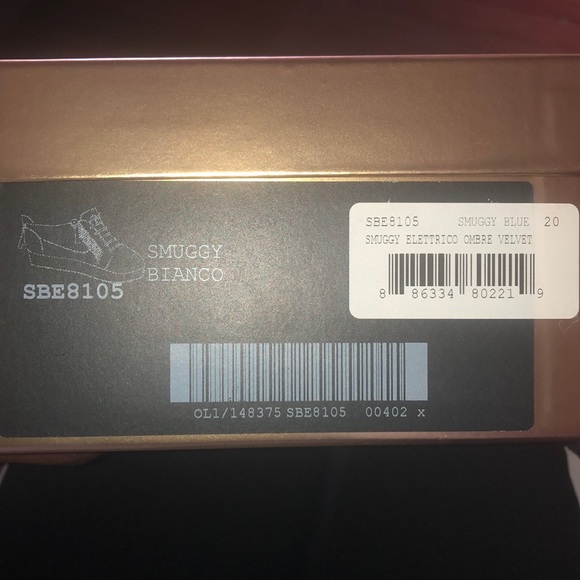 SMUGGY
BIANCO
SBE8105
SBE8105 SMUGGY BLUE 20
SMUGGY ELETTRICO OMBRE VELVET
8 86334 80221 9
OL1/148375 SBE8105 00402 x